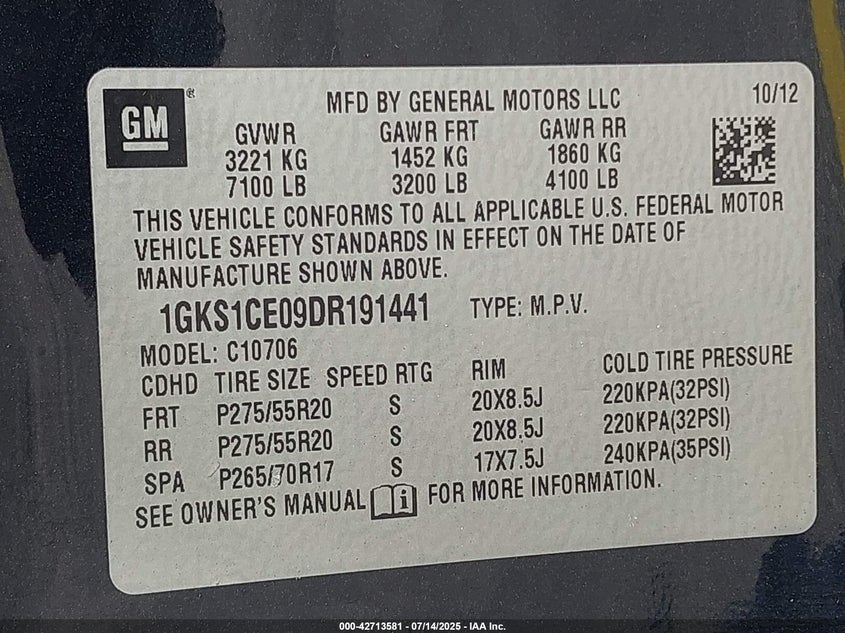 GM ®
MFD BY GENERAL MOTORS LLC 10/12
GVWR GAWR FRT GAWR RR
3221 KG 1452 KG 1860 KG
7100 LB 3200 LB 4100 LB
THIS VEHICLE CONFORMS TO ALL APPLICABLE U.S. FEDERAL MOTOR
VEHICLE SAFETY STANDARDS IN EFFECT ON THE DATE OF
MANUFACTURE SHOWN ABOVE.
1GKS1CE09DR191441 TYPE: M.P.V.
MODEL: C10706
CDHD TIRE SIZE SPEED RTG RIM COLD TIRE PRESSURE
FRT P275/55R20 S 20X8.5J 220KPA(32PSI)
RR P275/55R20 S 20X8.5J 220KPA(32PSI)
SPA P265/70R17 S 17X7.5J 240KPA(35PSI)
SEE OWNER'S MANUAL i FOR MORE INFORMATION.
000-42713581 - 07/14/2025 - IAA Inc.